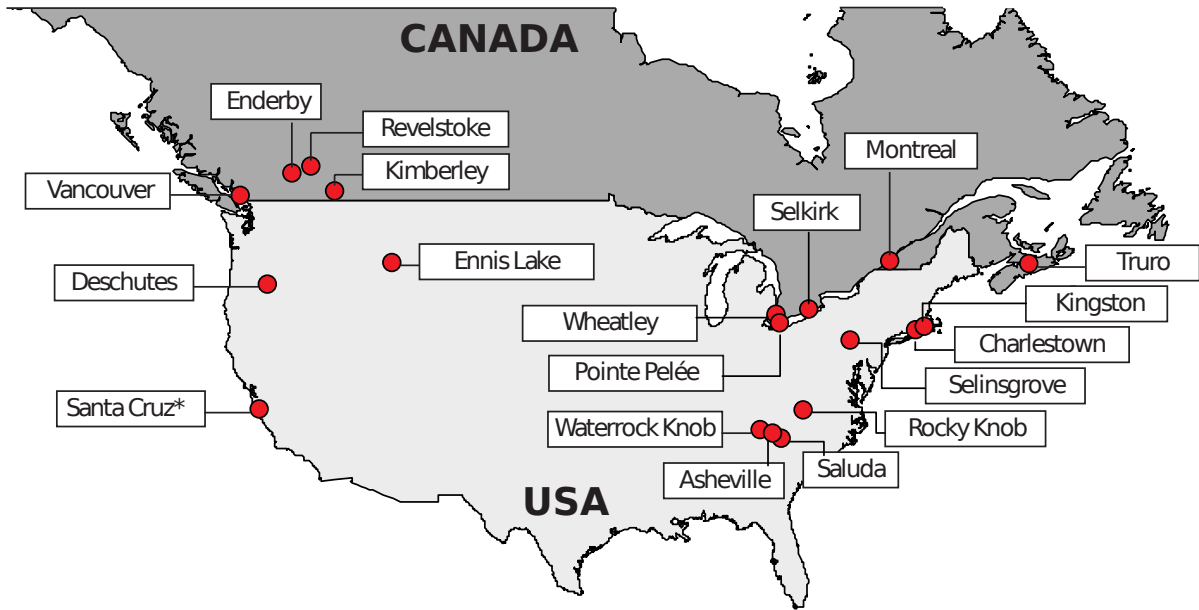 CANADA
Enderby
Revelstoke
Montreal
Kimberley
Vancouver
Selkirk
Ennis Lake
Truro
Deschutes
Kingston
Wheatley
Charlestown
Pointe Pelée
Selinsgrove
Santa Cruz*
Waterrock Knob
Rocky Knob
Saluda
Asheville
USA